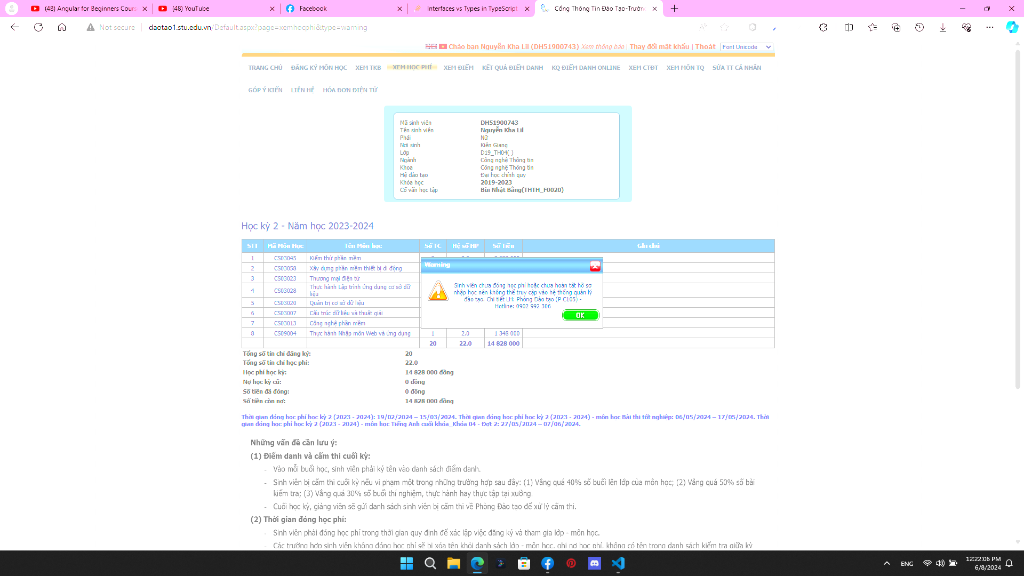 (48) Angular for Beginners Cours
(48) YouTube
Facebook
Interfaces vs Types in TypeScript
Cổng Thông Tin Đào Tạo-Trườn
Not secure
daotao1.stu.edu.vn/Default.aspx?page=xemhocphi&type=warning
Chào bạn Nguyễn Kha Lil (DH51900743) Xem thông báo | Thay đổi mật khẩu | Thoát Font Unicode
TRANG CHỦ ĐĂNG KÝ MÔN HỌC XEM TKB XEM HỌC PHÍ XEM ĐIỂM KẾT QUẢ ĐIỂM DANH KQ ĐIỂM DANH ONLINE XEM CTĐT XEM MÔN TQ SỬA TT CÁ NHÂN
GÓP Ý KIẾN LIÊN HỆ HÓA ĐƠN ĐIỆN TỬ
Mã sinh viên DH51900743
Tên sinh viên Nguyễn Kha Lil
Phái
Nơi sinh Kiên Giang
Lớp
Ngành Công nghệ Thông tin
Khoa Công nghệ Thông tin
Hệ đào tạo Đại học chính quy
Khóa học 2019-2023
Cố vấn học tập Bùi Nhật Bằng(THTH_HJ020)
Học kỳ 2 - Năm học 2023-2024
STT Mã Môn Học Tên Môn học Số TC Hệ số HP Số Tiền Ghi chú
1 CS03045 Kiểm thử phần mềm
2 CS03050 Xây dựng phần mềm thiết bị di động
3 CS03023 Thương mại điện tử
4 CS03028 Thực hành Lập trình ứng dụng cơ sở dữ liệu
5 CS03020 Quản trị cơ sở dữ liệu
6 CS03007 Cấu trúc dữ liệu và thuật giải
7 CS03013 Công nghệ phần mềm
8 CS09004 Thực hành Nhập môn Web và ứng dụng 1 2.0 1 348 000
20 22.0 14 828 000
Warning
Sinh viên chưa đóng học phí hoặc chưa hoàn tất hồ sơ
nhập học nên không thể truy cập vào hệ thống quản lý
đào tạo. Chi tiết LH: Phòng Đào tạo (P.C105) -
Hotline: 0902 992 306
OK
Tổng số tín chỉ đăng ký: 20
Tổng số tín chỉ học phí: 22.0
Học phí học kỳ: 14 828 000 đồng
Nợ học kỳ cũ: 0 đồng
Số tiền đã đóng: 0 đồng
Số tiền còn nợ: 14 828 000 đồng
Thời gian đóng học phí học kỳ 2 (2023 - 2024): 19/02/2024 – 15/03/2024. Thời gian đóng học phí học kỳ 2 (2023 - 2024) - môn học Bài thi tốt nghiệp: 06/05/2024 – 17/05/2024. Thời
gian đóng học phí học kỳ 2 (2023 - 2024) - môn học Tiếng Anh cuối khóa_Khóa 04 - Đợt 2: 27/05/2024 – 07/06/2024.
Những vấn đề cần lưu ý:
(1) Điểm danh và cấm thi cuối kỳ:
- Vào mỗi buổi học, sinh viên phải ký tên vào danh sách điểm danh.
- Sinh viên bị cấm thi cuối kỳ nếu vi phạm một trong những trường hợp sau đây: (1) Vắng quá 40% số buổi lên lớp của môn học; (2) Vắng quá 50% số bài
kiểm tra; (3) Vắng quá 30% số buổi thí nghiệm, thực hành hay thực tập tại xưởng
- Cuối học kỳ, giảng viên sẽ gửi danh sách sinh viên bị cấm thi về Phòng Đào tạo để xử lý cấm thi.
(2) Thời gian đóng học phí:
- Sinh viên phải đóng học phí trong thời gian quy định để xác lập việc đăng ký và tham gia lớp - môn học.
- Các trường hợp sinh viên không đóng học phí sẽ bị xóa tên khỏi danh sách lớp - môn học, ghi nợ học phí, không có tên trong danh sách kiểm tra giữa kỳ
ENG
12:22:06 PM
6/8/2024